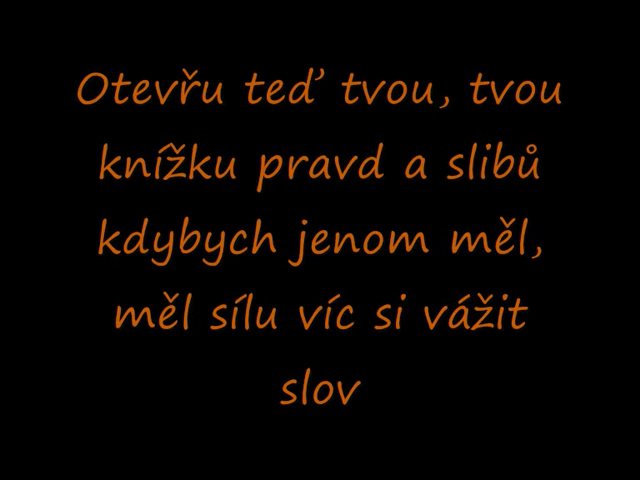 Otevřu teď tvou, tvou
knížku pravd a slibů
kdybych jenom měl,
měl sílu víc si vážit
slov